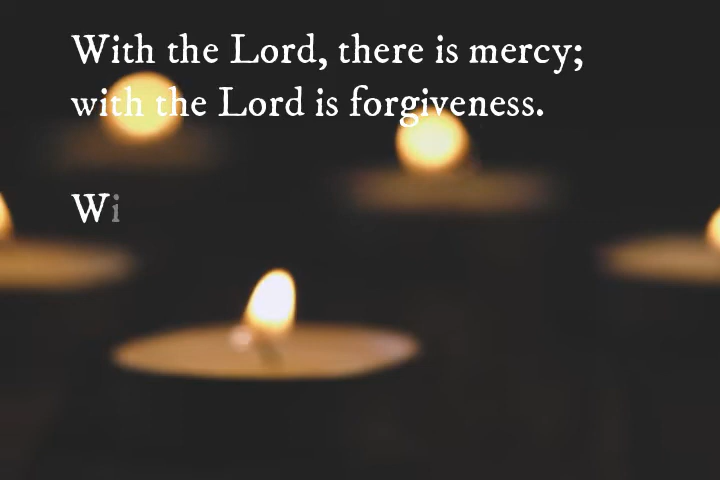 With the Lord, there is mercy;
with the Lord is forgiveness.
Wi